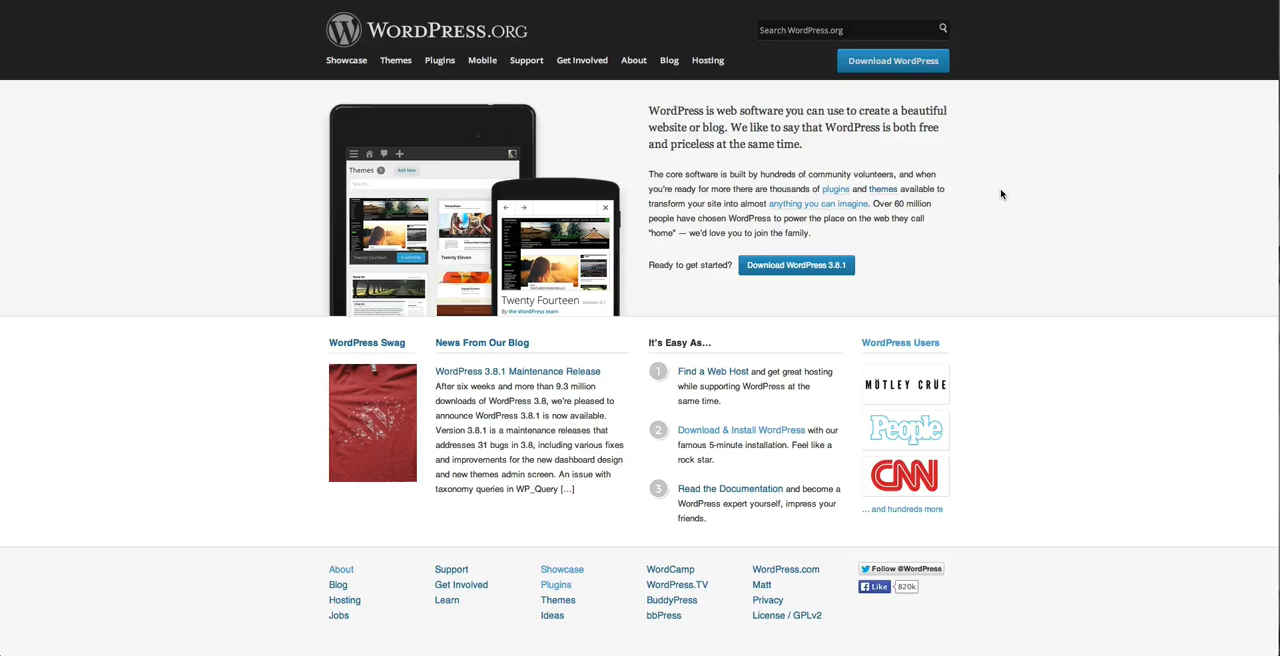 WORDPRESS.ORG
Search WordPress.org
Showcase Themes Plugins Mobile Support Get Involved About Blog Hosting
Download WordPress
WordPress is web software you can use to create a beautiful
website or blog. We like to say that WordPress is both free
and priceless at the same time.
The core software is built by hundreds of community volunteers, and when
you're ready for more there are thousands of plugins and themes available to
transform your site into almost anything you can imagine. Over 60 million
people have chosen WordPress to power the place on the web they call
"home" — we'd love you to join the family.
Ready to get started? Download WordPress 3.8.1
Themes 3 Add New
Search...
Twenty Fourteen Customize
Twenty Eleven
Twenty Fourteen
By the WordPress team
WordPress Swag
News From Our Blog
WordPress 3.8.1 Maintenance Release
After six weeks and more than 9.3 million
downloads of WordPress 3.8, we're pleased to
announce WordPress 3.8.1 is now available.
Version 3.8.1 is a maintenance releases that
addresses 31 bugs in 3.8, including various fixes
and improvements for the new dashboard design
and new themes admin screen. An issue with
taxonomy queries in WP_Query [...]
It's Easy As...
1 Find a Web Host and get great hosting
while supporting WordPress at the
same time.
2 Download & Install WordPress with our
famous 5-minute installation. Feel like a
rock star.
3 Read the Documentation and become a
WordPress expert yourself, impress your
friends.
WordPress Users
MÖTLEY CRÜE
People
CNN
... and hundreds more
About
Blog
Hosting
Jobs
Support
Get Involved
Learn
Showcase
Plugins
Themes
Ideas
WordCamp
WordPress.TV
BuddyPress
bbPress
WordPress.com
Matt
Privacy
License / GPLv2
Follow @WordPress
Like 820k